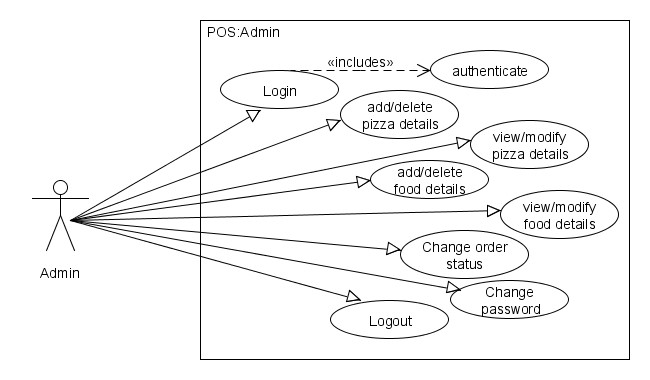 POS:Admin
«includes»
authenticate
Login
add/delete
pizza details
view/modify
pizza details
add/delete
food details
view/modify
food details
Change order
status
Admin
Change
password
Logout